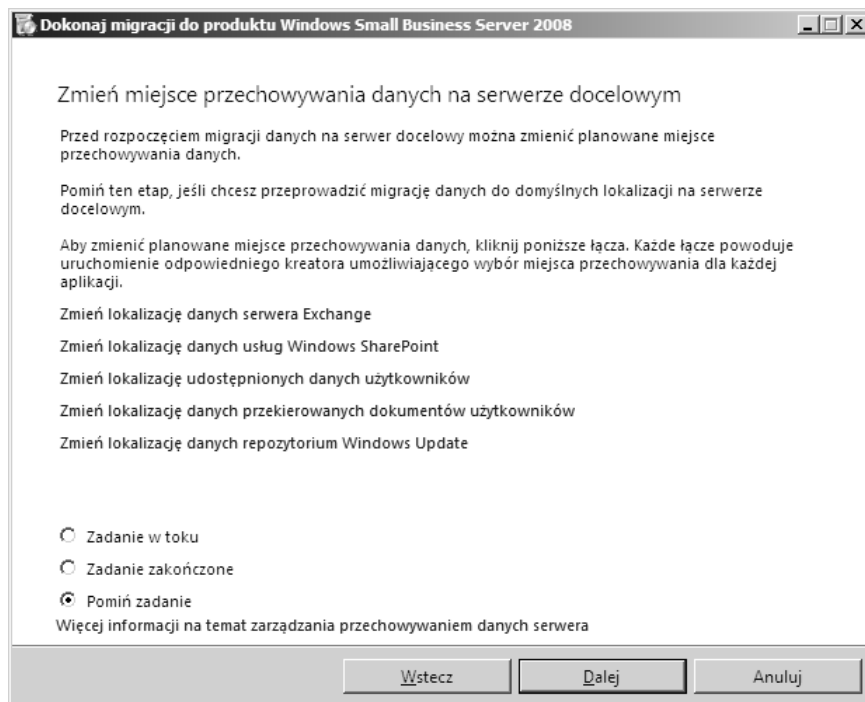 Dokonaj migracji do produktu Windows Small Business Server 2008
Zmień miejsce przechowywania danych na serwerze docelowym
Przed rozpoczęciem migracji danych na serwer docelowy można zmienić planowane miejsce
przechowywania danych.
Pomiń ten etap, jeśli chcesz przeprowadzić migrację danych do domyślnych lokalizacji na serwerze
docelowym.
Aby zmienić planowane miejsce przechowywania danych, kliknij poniższe łącza. Każde łącze powoduje
uruchomienie odpowiedniego kreatora umożliwiającego wybór miejsca przechowywania dla każdej
aplikacji.
Zmień lokalizację danych serwera Exchange
Zmień lokalizację danych usług Windows SharePoint
Zmień lokalizację udostępnionych danych użytkowników
Zmień lokalizację danych przekierowanych dokumentów użytkowników
Zmień lokalizację danych repozytorium Windows Update
Zadanie w toku
Zadanie zakończone
Pomiń zadanie
Więcej informacji na temat zarządzania przechowywaniem danych serwera
Wstecz
Dalej
Anuluj